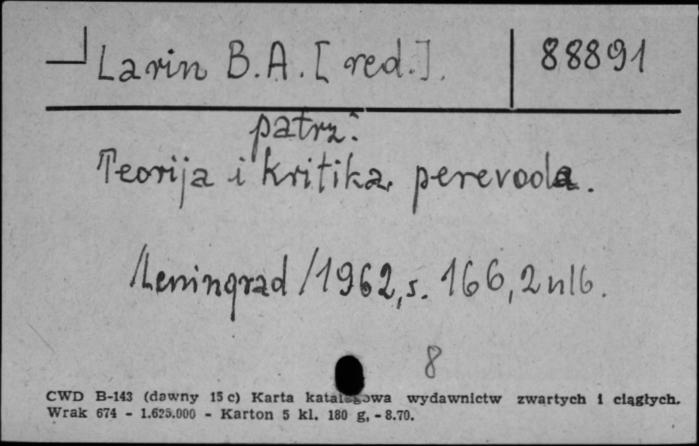 Larin B.A. [red.]. 88891
patrz:
Teorija i kritika perevoda.
/Leningrad/1962, s. 166, 2 nlb.
8
CWD B-143 (dawny 15 c) Karta katalogowa wydawnictw zwartych i ciągłych.
Wrak 674 - 1.625.000 - Karton 5 kl. 180 g, - 8.70.